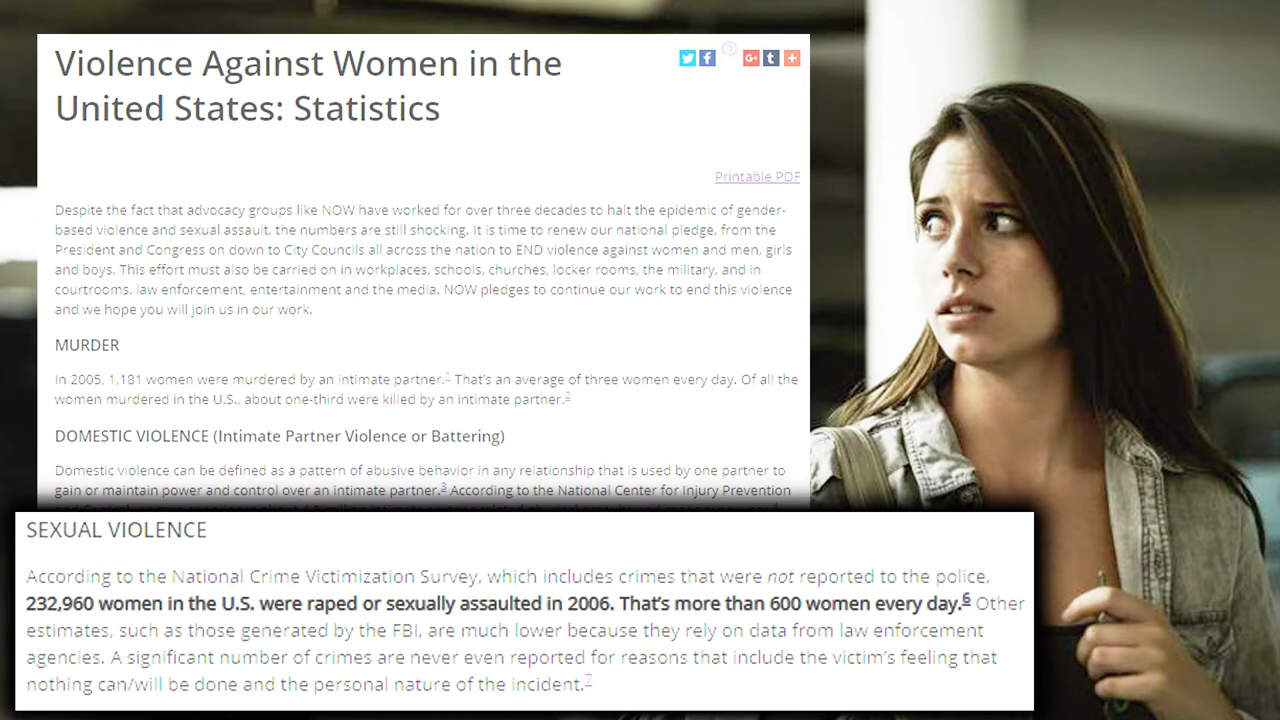 Violence Against Women in the
United States: Statistics
Printable PDF
Despite the fact that advocacy groups like NOW have worked for over three decades to halt the epidemic of gender-
based violence and sexual assault, the numbers are still shocking. It is time to renew our national pledge, from the
President and Congress on down to City Councils all across the nation to END violence against women and men, girls
and boys. This effort must also be carried on in workplaces, schools, churches, locker rooms, the military, and in
courtrooms, law enforcement, entertainment and the media. NOW pledges to continue our work to end this violence
and we hope you will join us in our work.
MURDER
In 2005, 1,181 women were murdered by an intimate partner.1 That's an average of three women every day. Of all the
women murdered in the U.S., about one-third were killed by an intimate partner.2
DOMESTIC VIOLENCE (Intimate Partner Violence or Battering)
Domestic violence can be defined as a pattern of abusive behavior in any relationship that is used by one partner to
gain or maintain power and control over an intimate partner.3 According to the National Center for Injury Prevention
SEXUAL VIOLENCE
According to the National Crime Victimization Survey, which includes crimes that were not reported to the police,
232,960 women in the U.S. were raped or sexually assaulted in 2006. That's more than 600 women every day.6 Other
estimates, such as those generated by the FBI, are much lower because they rely on data from law enforcement
agencies. A significant number of crimes are never even reported for reasons that include the victim's feeling that
nothing can/will be done and the personal nature of the incident.7